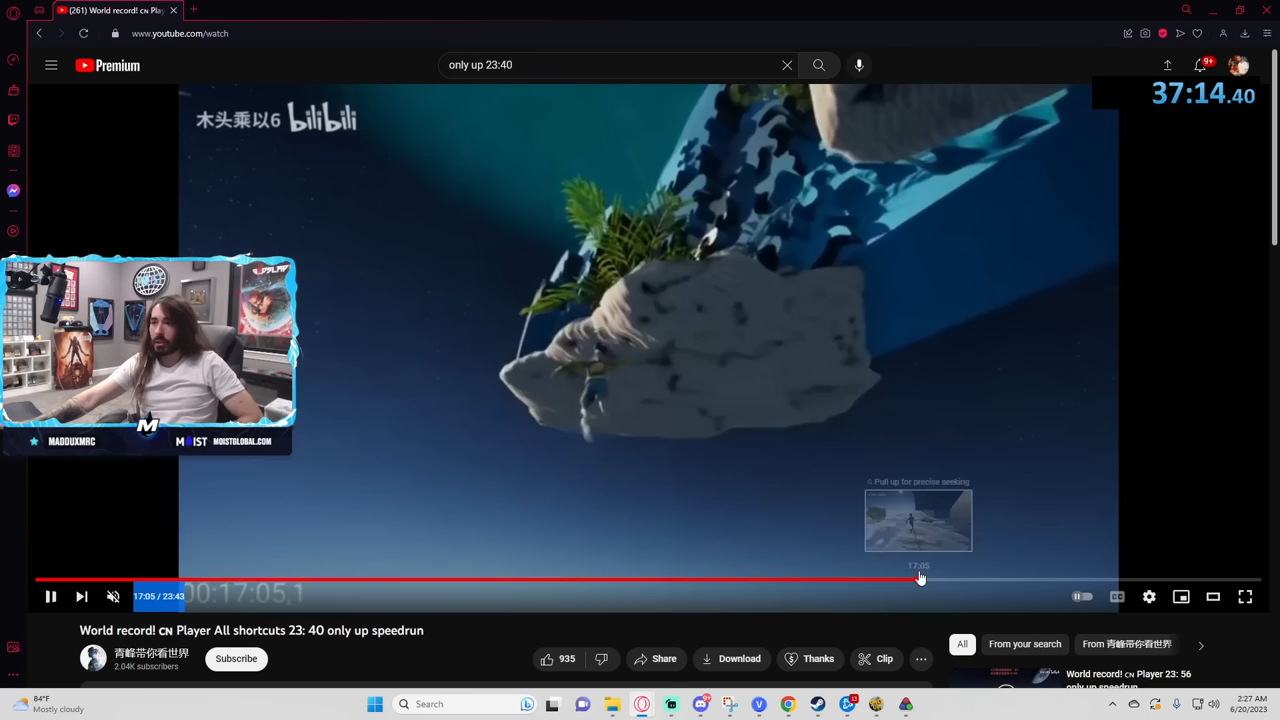 (261) World record! CN Play
www.youtube.com/watch
Premium
only up 23:40
9+
37:14.40
木头乘以6 bilibili
M
MADDUXMRC
MOIST
MOISTGLOBAL.COM
Pull up for precise seeking
17:05
17:05 / 23:43
00:17:05,1
CC
World record! CN Player All shortcuts 23: 40 only up speedrun
青峰带你看世界
2.04K subscribers
Subscribe
935
Share
Download
Thanks
Clip
All
From your search
From 青峰带你看世界
World record! CN Player 23: 56
only up speedrun
84°F
Mostly cloudy
Search
9+
13
2:27 AM
6/20/2023